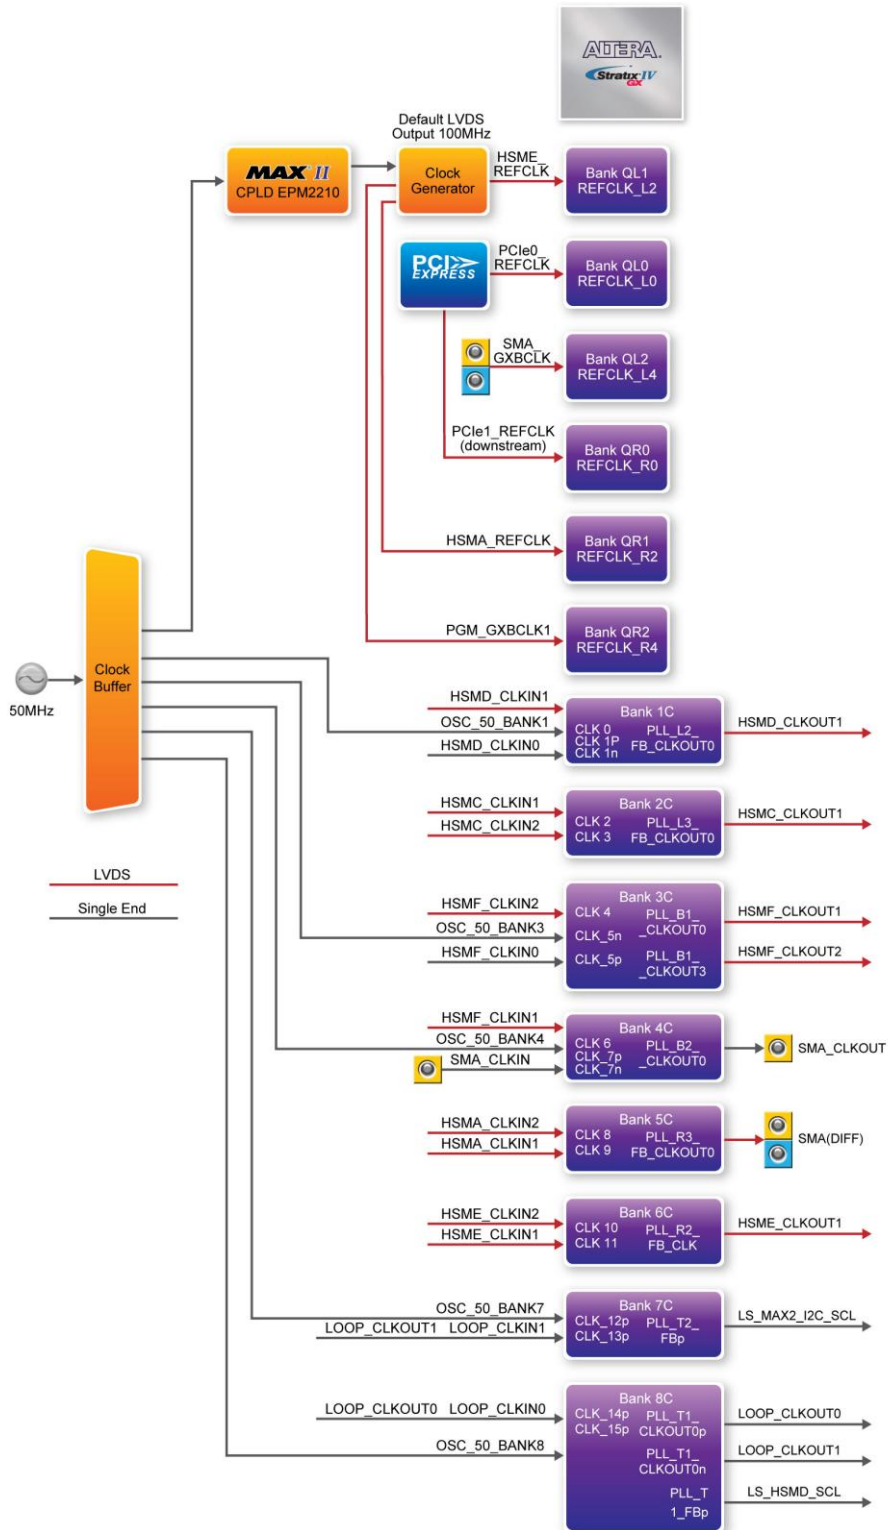 ALTERA.
Stratix IV
GX
Default LVDS
Output 100MHz
MAX II
CPLD EPM2210
Clock
Generator
HSME_
REFCLK
Bank QL1
REFCLK_L2
PCI
EXPRESS
PCIe0_
REFCLK
Bank QL0
REFCLK_L0
SMA_
GXBCLK
Bank QL2
REFCLK_L4
PCIe1_REFCLK
(downstream)
Bank QR0
REFCLK_R0
HSMA_REFCLK
Bank QR1
REFCLK_R2
PGM_GXBCLK1
Bank QR2
REFCLK_R4
Clock
Buffer
50MHz
LVDS
Single End
HSMD_CLKIN1
OSC_50_BANK1
HSMD_CLKIN0
Bank 1C
CLK 0
CLK 1P
CLK 1n
PLL_L2_
FB_CLKOUT0
HSMD_CLKOUT1
HSMC_CLKIN1
HSMC_CLKIN2
Bank 2C
CLK 2
CLK 3
PLL_L3_
FB_CLKOUT0
HSMC_CLKOUT1
HSMF_CLKIN2
OSC_50_BANK3
HSMF_CLKIN0
Bank 3C
CLK 4
CLK_5n
CLK_5p
PLL_B1_
_CLKOUT0
PLL_B1_
_CLKOUT3
HSMF_CLKOUT1
HSMF_CLKOUT2
HSMF_CLKIN1
OSC_50_BANK4
SMA_CLKIN
Bank 4C
CLK 6
CLK_7p
CLK_7n
PLL_B2_
_CLKOUT0
SMA_CLKOUT
HSMA_CLKIN2
HSMA_CLKIN1
Bank 5C
CLK 8
CLK 9
PLL_R3_
FB_CLKOUT0
SMA(DIFF)
HSME_CLKIN2
HSME_CLKIN1
Bank 6C
CLK 10
CLK 11
PLL_R2_
FB_CLK
HSME_CLKOUT1
OSC_50_BANK7
LOOP_CLKOUT1 LOOP_CLKIN1
Bank 7C
CLK_12p
CLK_13p
PLL_T2_
FBp
LS_MAX2_I2C_SCL
LOOP_CLKOUT0 LOOP_CLKIN0
OSC_50_BANK8
Bank 8C
CLK_14p
CLK_15p
PLL_T1_
CLKOUT0p
PLL_T1_
CLKOUT0n
PLL_T
1_FBp
LOOP_CLKOUT0
LOOP_CLKOUT1
LS_HSMD_SCL